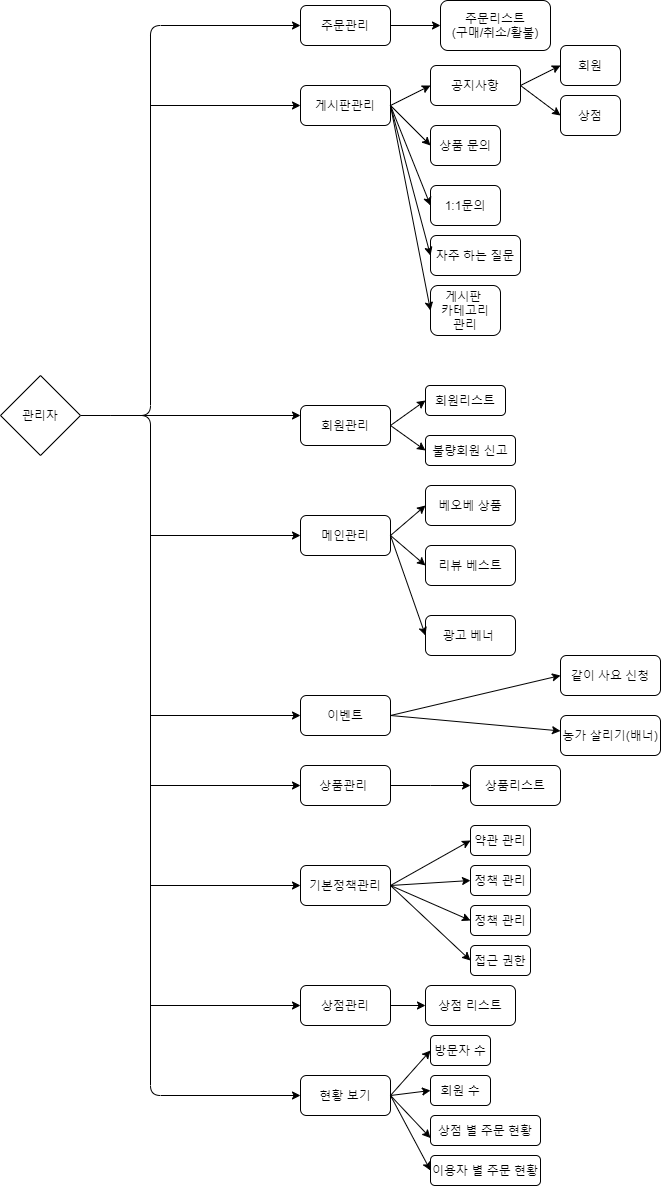 주문관리
주문리스트
(구매/취소/활불)
게시판관리
공지사항
회원
상점
상품 문의
1:1문의
자주 하는 질문
게시판
카테고리
관리
관리자
회원관리
회원리스트
불량회원 신고
메인관리
베오베 상품
리뷰 베스트
광고 베너
이벤트
같이 사요 신청
농가 살리기(배너)
상품관리
상품리스트
기본정책관리
약관 관리
정책 관리
정책 관리
접근 권한
상점관리
상점 리스트
현황 보기
방문자 수
회원 수
상점 별 주문 현황
이용자 별 주문 현황